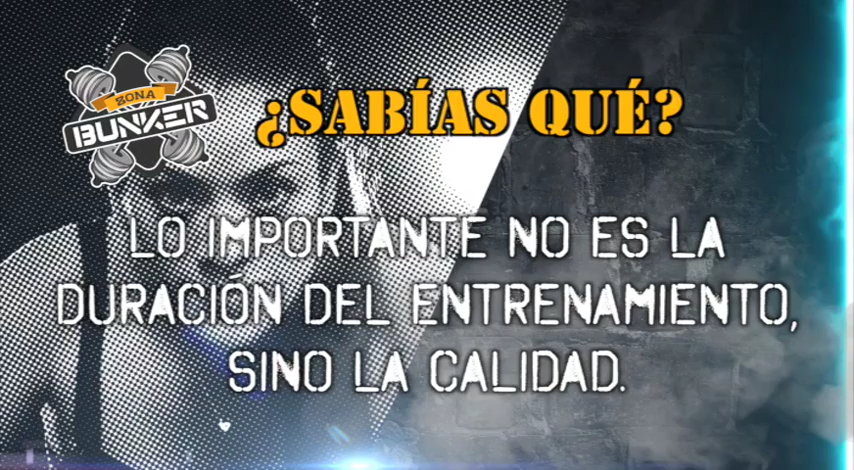 ZONA
BUNKER
¿SABÍAS QUÉ?
LO IMPORTANTE NO ES LA
DURACIÓN DEL ENTRENAMIENTO,
SINO LA CALIDAD.